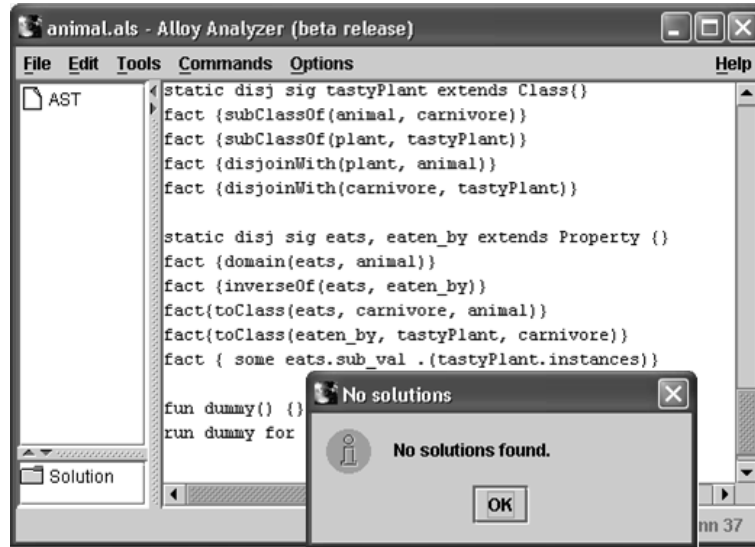 animal.als - Alloy Analyzer (beta release)
File Edit Tools Commands Options Help
AST
static disj sig tastyPlant extends Class{}
fact {subClassOf(animal, carnivore)}
fact {subClassOf(plant, tastyPlant)}
fact {disjoinWith(plant, animal)}
fact {disjoinWith(carnivore, tastyPlant)}
static disj sig eats, eaten_by extends Property {}
fact {domain(eats, animal)}
fact {inverseOf(eats, eaten_by)}
fact{toClass(eats, carnivore, animal)}
fact{toClass(eaten_by, tastyPlant, carnivore)}
fact { some eats.sub_val .(tastyPlant.instances)}
fun dummy() {}
run dummy for
Solution
No solutions
No solutions found.
OK
37